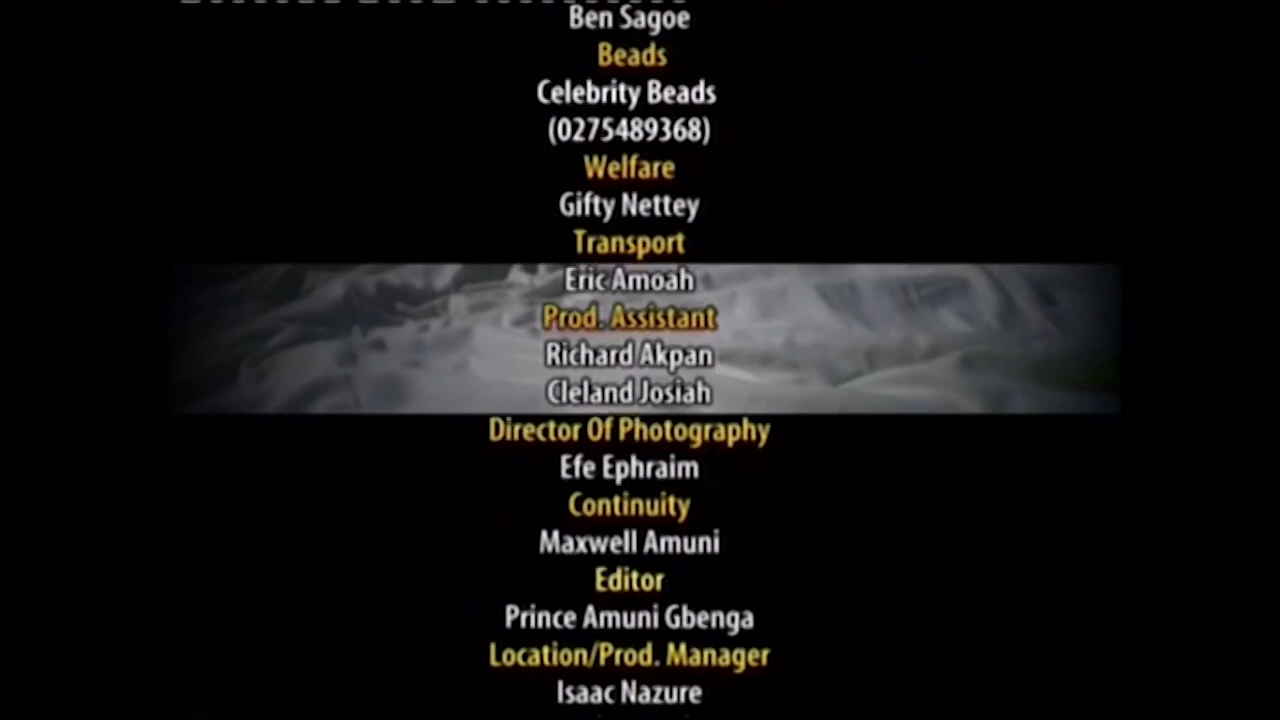 Ben Sagoe
Beads
Celebrity Beads
(0275489368)
Welfare
Gifty Nettey
Transport
Eric Amoah
Prod. Assistant
Richard Akpan
Cleland Josiah
Director Of Photography
Efe Ephraim
Continuity
Maxwell Amuni
Editor
Prince Amuni Gbenga
Location/Prod. Manager
Isaac Nazure